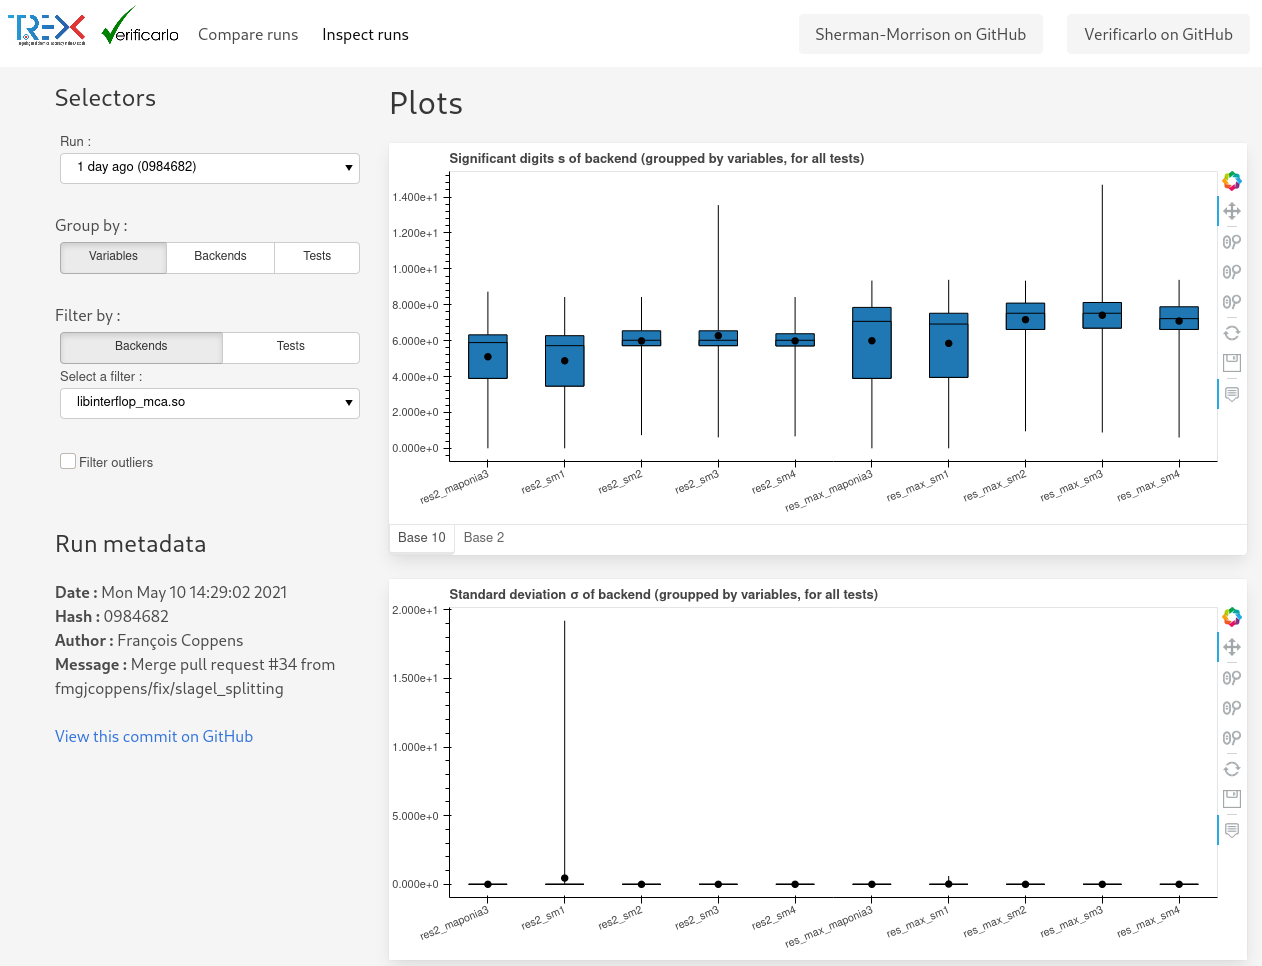 TREX
Verificarlo
Compare runs
Inspect runs
Sherman-Morrison on GitHub
Verificarlo on GitHub
Selectors
Run :
1 day ago (0984682)
Group by :
Variables
Backends
Tests
Filter by :
Backends
Tests
Select a filter :
libinterflop_mca.so
Filter outliers
Run metadata
Date : Mon May 10 14:29:02 2021
Hash : 0984682
Author : François Coppens
Message : Merge pull request #34 from
fmgjcoppens/fix/slagel_splitting
View this commit on GitHub
Plots
Significant digits s of backend (groupped by variables, for all tests)
1.400e+1
1.200e+1
1.000e+1
8.000e+0
6.000e+0
4.000e+0
2.000e+0
0.000e+0
res2_maponia3
res2_sm1
res2_sm2
res2_sm3
res2_sm4
res_max_maponia3
res_max_sm1
res_max_sm2
res_max_sm3
res_max_sm4
Base 10
Base 2
Standard deviation σ of backend (groupped by variables, for all tests)
2.000e+1
1.500e+1
1.000e+1
5.000e+0
0.000e+0
res2_maponia3
res2_sm1
res2_sm2
res2_sm3
res2_sm4
res_max_maponia3
res_max_sm1
res_max_sm2
res_max_sm3
res_max_sm4